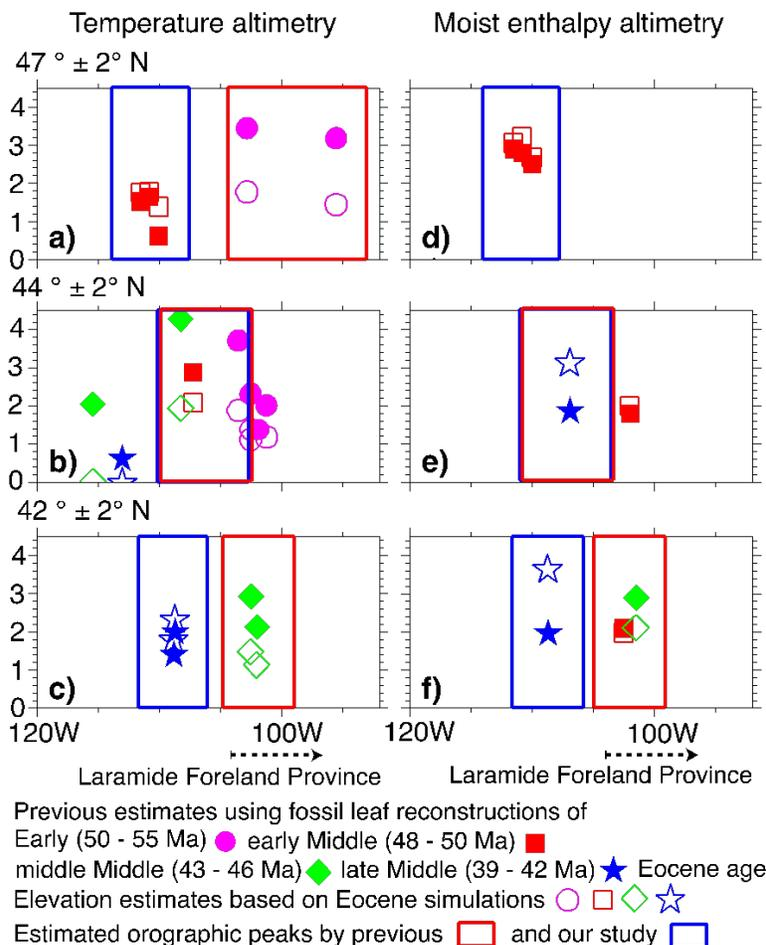 Temperature altimetry Moist enthalpy altimetry
47 ° ± 2° N
4
3
2
1
0
a) d)
44 ° ± 2° N
4
3
2
1
0
b) e)
42 ° ± 2° N
4
3
2
1
0
c) f)
120W 100W 120W 100W
Laramide Foreland Province Laramide Foreland Province
Previous estimates using fossil leaf reconstructions of
Early (50 - 55 Ma) early Middle (48 - 50 Ma)
middle Middle (43 - 46 Ma) late Middle (39 - 42 Ma) Eocene age
Elevation estimates based on Eocene simulations
Estimated orographic peaks by previous and our study